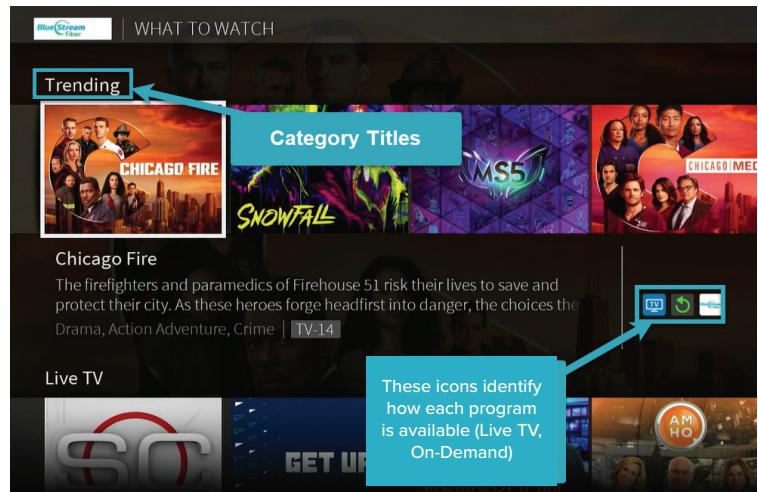 BlueStream Fiber WHAT TO WATCH
Trending
Category Titles
CHICAGO FIRE
SNOWFALL
MS5
CHICAGO MED
Chicago Fire
The firefighters and paramedics of Firehouse 51 risk their lives to save and
protect their city. As these heroes forge headfirst into danger, the choices the
Drama, Action Adventure, Crime TV-14
TV
Live TV
These icons identify
how each program
is available (Live TV,
On-Demand)
SC
GET UP
AM
HQ